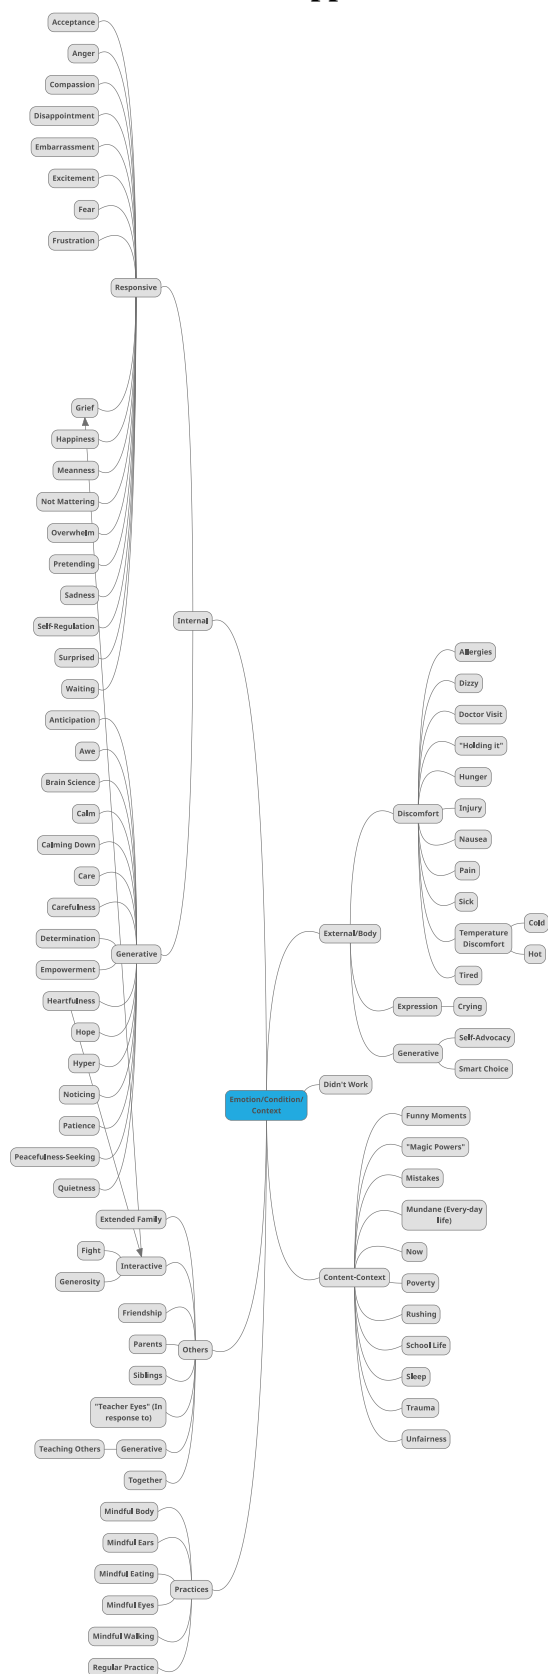 Acceptance
Anger
Compassion
Disappointment
Embarrassment
Excitement
Fear
Frustration
Responsive
Grief
Happiness
Meanness
Not Mattering
Overwhelm
Pretending
Sadness
Self-Regulation
Surprised
Waiting
Internal
Anticipation
Awe
Brain Science
Calm
Calming Down
Care
Carefulness
Determination
Generative
Empowerment
Heartfulness
Hope
Hyper
Noticing
Patience
Peacefulness-Seeking
Quietness
Allergies
Dizzy
Doctor Visit
"Holding it"
Hunger
Discomfort
Injury
Nausea
Pain
Sick
Temperature
Discomfort
Cold
Hot
Tired
External/Body
Expression
Crying
Generative
Self-Advocacy
Smart Choice
Didn't Work
Emotion/Condition/
Context
Funny Moments
"Magic Powers"
Mistakes
Mundane (Every-day
life)
Now
Content-Context
Poverty
Rushing
School Life
Sleep
Trauma
Unfairness
Extended Family
Fight
Interactive
Generosity
Friendship
Parents
Others
Siblings
"Teacher Eyes" (In
response to)
Teaching Others
Generative
Together
Mindful Body
Mindful Ears
Mindful Eating
Practices
Mindful Eyes
Mindful Walking
Regular Practice